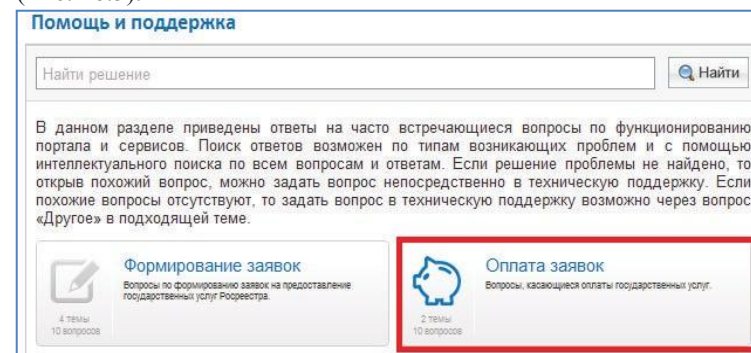 Помощь и поддержка
Найти решение
Найти
В данном разделе приведены ответы на часто встречающиеся вопросы по функционированию
портала и сервисов. Поиск ответов возможен по типам возникающих проблем и с помощью
интеллектуального поиска по всем вопросам и ответам. Если решение проблемы не найдено, то
открыв похожий вопрос, можно задать вопрос непосредственно в техническую поддержку. Если
похожие вопросы отсутствуют, то задать вопрос в техническую поддержку возможно через вопрос
«Другое» в подходящей теме.
Формирование заявок
Вопросы по формированию заявок на предоставление
государственных услуг Росреестра.
4 темы
10 вопросов
Оплата заявок
Вопросы, касающиеся оплаты государственных услуг.
2 темы
10 вопросов